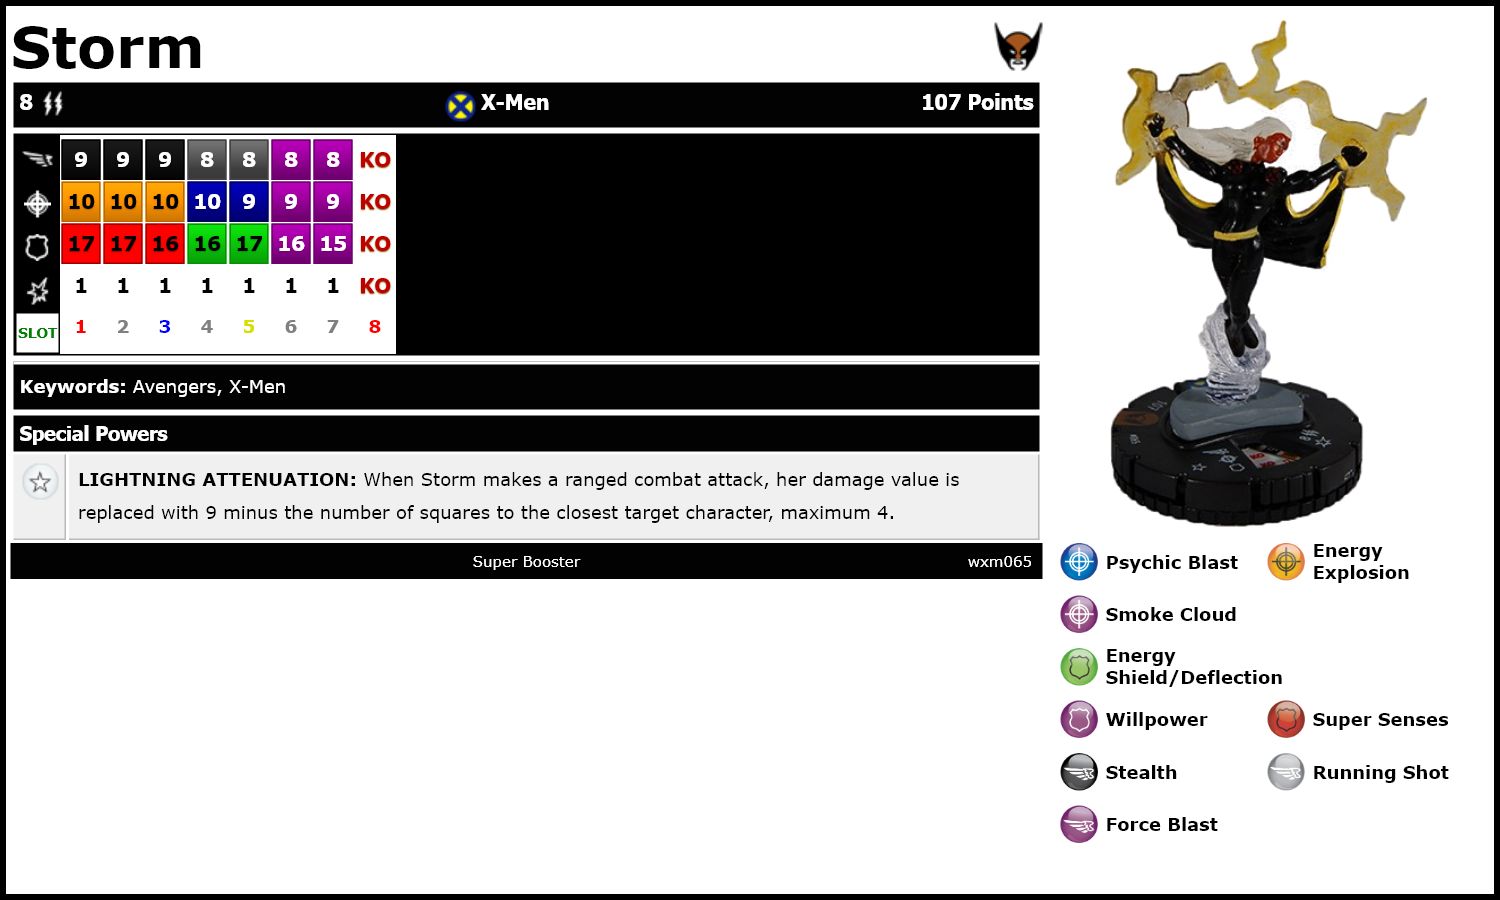 Storm
8 X-Men 107 Points
9 9 9 8 8 8 8 KO
10 10 10 10 9 9 9 KO
17 17 16 16 17 16 15 KO
1 1 1 1 1 1 1 KO
SLOT 1 2 3 4 5 6 7 8
Keywords: Avengers, X-Men
Special Powers
LIGHTNING ATTENUATION: When Storm makes a ranged combat attack, her damage value is
replaced with 9 minus the number of squares to the closest target character, maximum 4.
Super Booster wxm065
Psychic Blast
Energy
Explosion
Smoke Cloud
Energy
Shield/Deflection
Willpower
Super Senses
Stealth
Running Shot
Force Blast